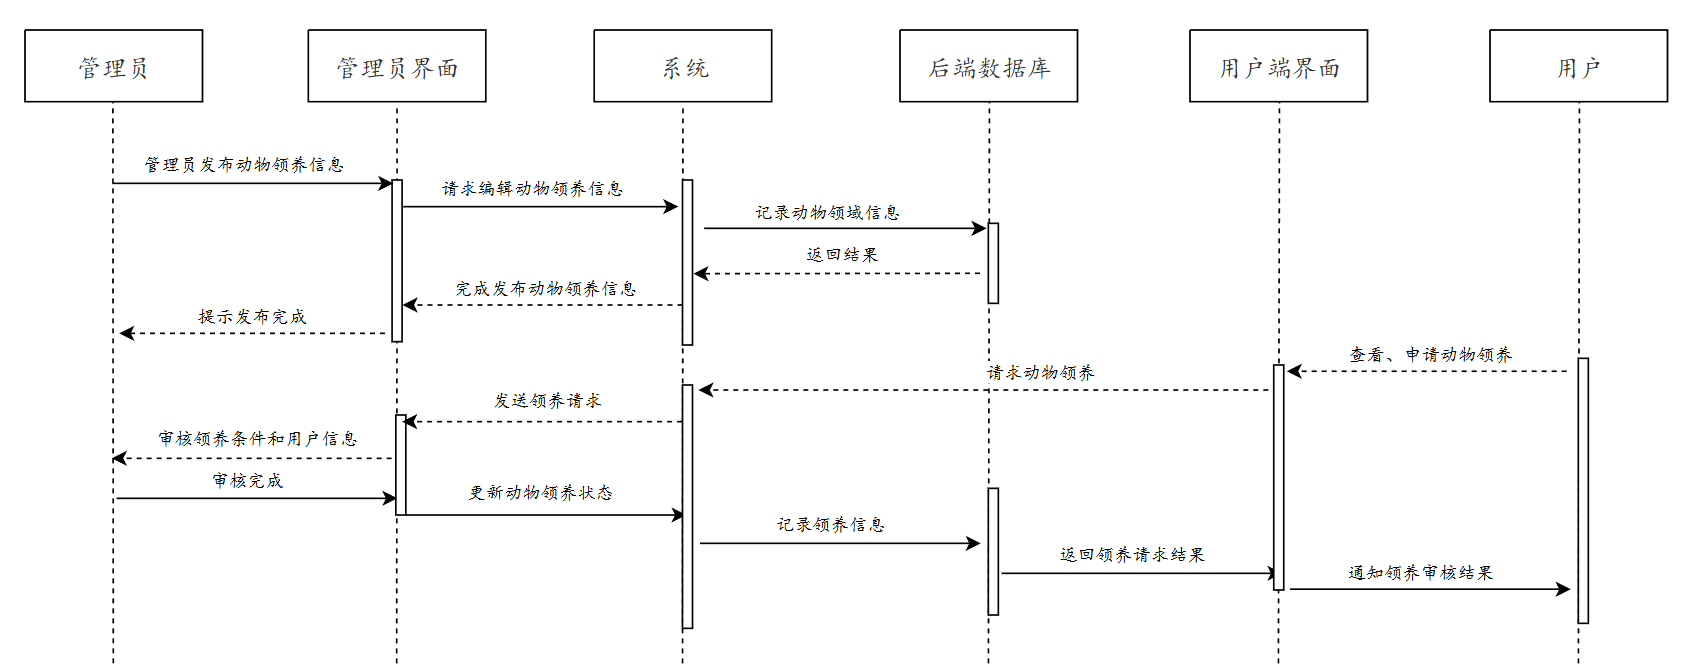 管理员
管理员界面
系统
后端数据库
用户端界面
用户
管理员发布动物领养信息
请求编辑动物领养信息
记录动物领域信息
返回结果
完成发布动物领养信息
提示发布完成
查看、申请动物领养
请求动物领养
发送领养请求
审核领养条件和用户信息
审核完成
更新动物领养状态
记录领养信息
返回领养请求结果
通知领养审核结果